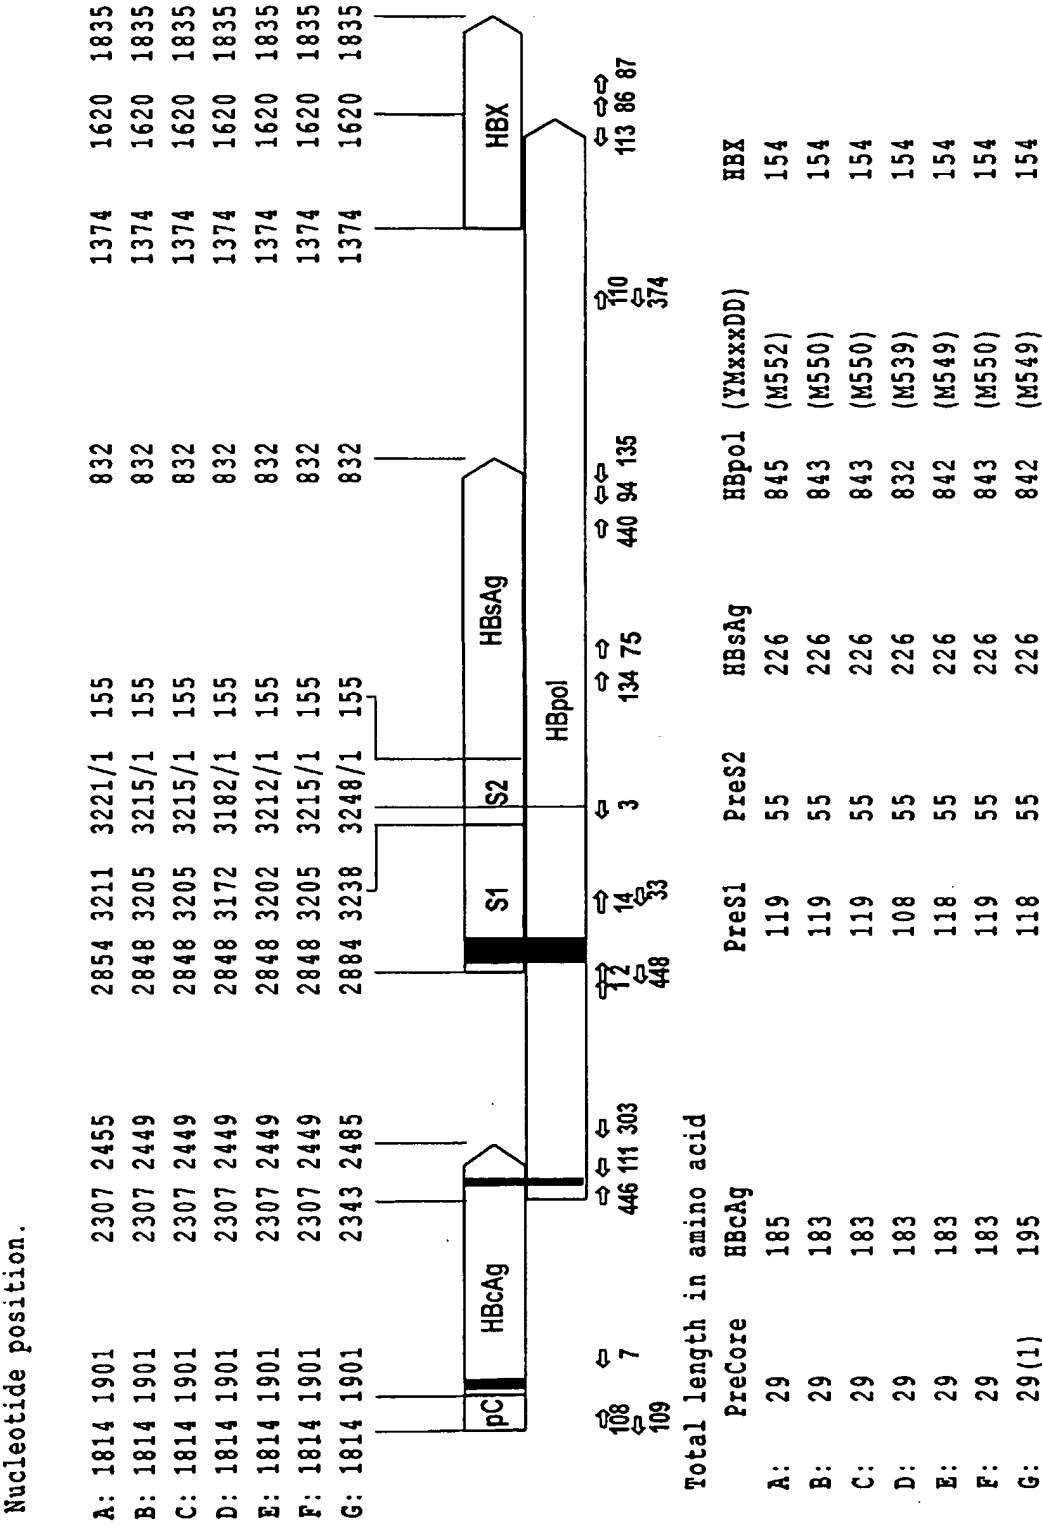 Nucleotide position.
A: 1814 1901 2307 2455 2854 3211 3221/1 155 832 1374 1620 1835
B: 1814 1901 2307 2449 2848 3205 3215/1 155 832 1374 1620 1835
C: 1814 1901 2307 2449 2848 3205 3215/1 155 832 1374 1620 1835
D: 1814 1901 2307 2449 2848 3172 3182/1 155 832 1374 1620 1835
E: 1814 1901 2307 2449 2848 3202 3212/1 155 832 1374 1620 1835
F: 1814 1901 2307 2449 2848 3205 3215/1 155 832 1374 1620 1835
G: 1814 1901 2343 2485 2884 3238 3248/1 155 832 1374 1620 1835
pC HBcAg S1 S2 HBsAg HBX
HBpol
⇧ ⇩ ⇧ ⇩ ⇩ ⇧ ⇧ ⇧ ⇩ ⇧ ⇧ ⇧ ⇩ ⇩ ⇧ ⇩ ⇧ ⇧
108 7 446 111 303 1 2 14 3 134 75 440 94 135 110 113 86 87
⇩ ⇩ ⇩ ⇩
109 448 33 374
Total length in amino acid
PreCore HBcAg PreS1 PreS2 HBsAg HBpol (YMxxxDD) HBX
A: 29 185 119 55 226 845 (M552) 154
B: 29 183 119 55 226 843 (M550) 154
C: 29 183 119 55 226 843 (M550) 154
D: 29 183 108 55 226 832 (M539) 154
E: 29 183 118 55 226 842 (M549) 154
F: 29 183 119 55 226 843 (M550) 154
G: 29(1) 195 118 55 226 842 (M549) 154